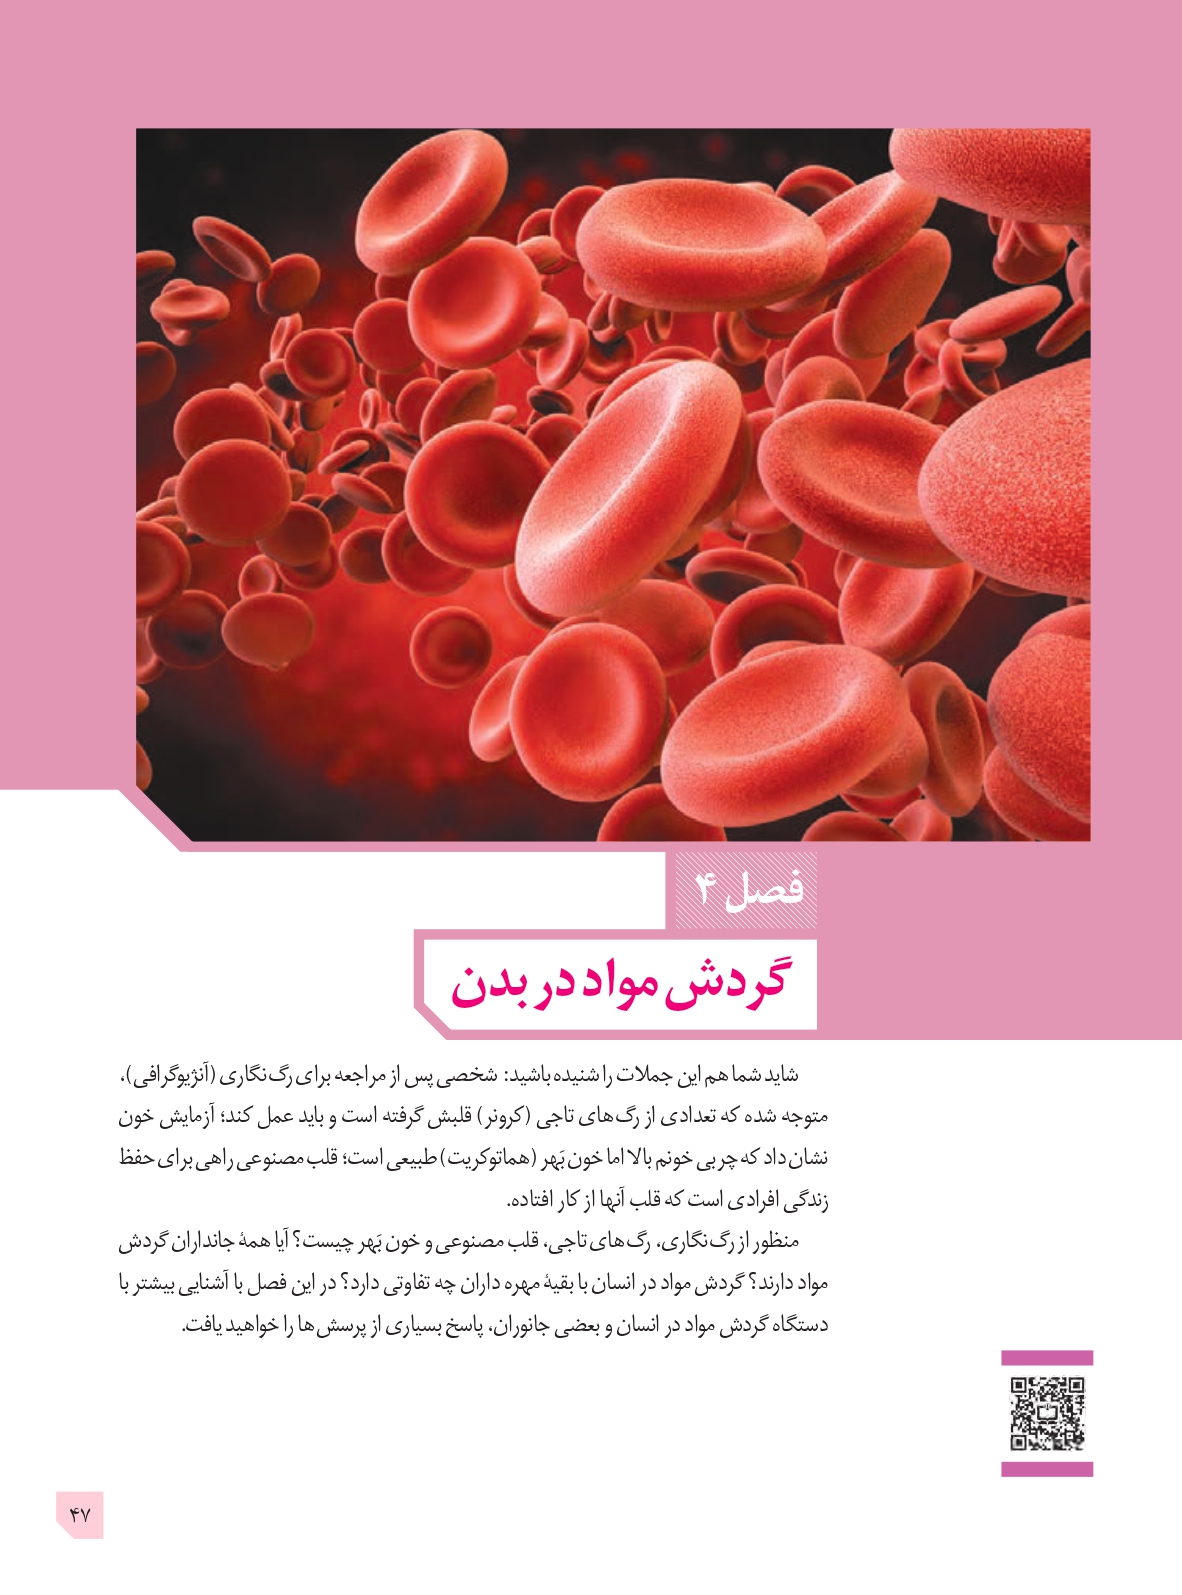 فصل ۴
گردش مواد در بدن
شاید شما هم این جملات را شنیده باشید: شخصی پس از مراجعه برای رگ‌نگاری (آنژیوگرافی)،
متوجه شده که تعدادی از رگ‌های تاجی (کرونر) قلبش گرفته است و باید عمل کند؛ آزمایش خون
نشان داد که چربی خونم بالا اما خون‌بَهر (هماتوکریت) طبیعی است؛ قلب مصنوعی راهی برای حفظ
زندگی افرادی است که قلب آنها از کار افتاده.
منظور از رگ‌نگاری، رگ‌های تاجی، قلب مصنوعی و خون بَهر چیست؟ آیا همهٔ جانداران گردش
مواد دارند؟ گردش مواد در انسان با بقیهٔ مهره داران چه تفاوتی دارد؟ در این فصل با آشنایی بیشتر با
دستگاه گردش مواد در انسان و بعضی جانوران، پاسخ بسیاری از پرسش‌ها را خواهید یافت.
۴۷